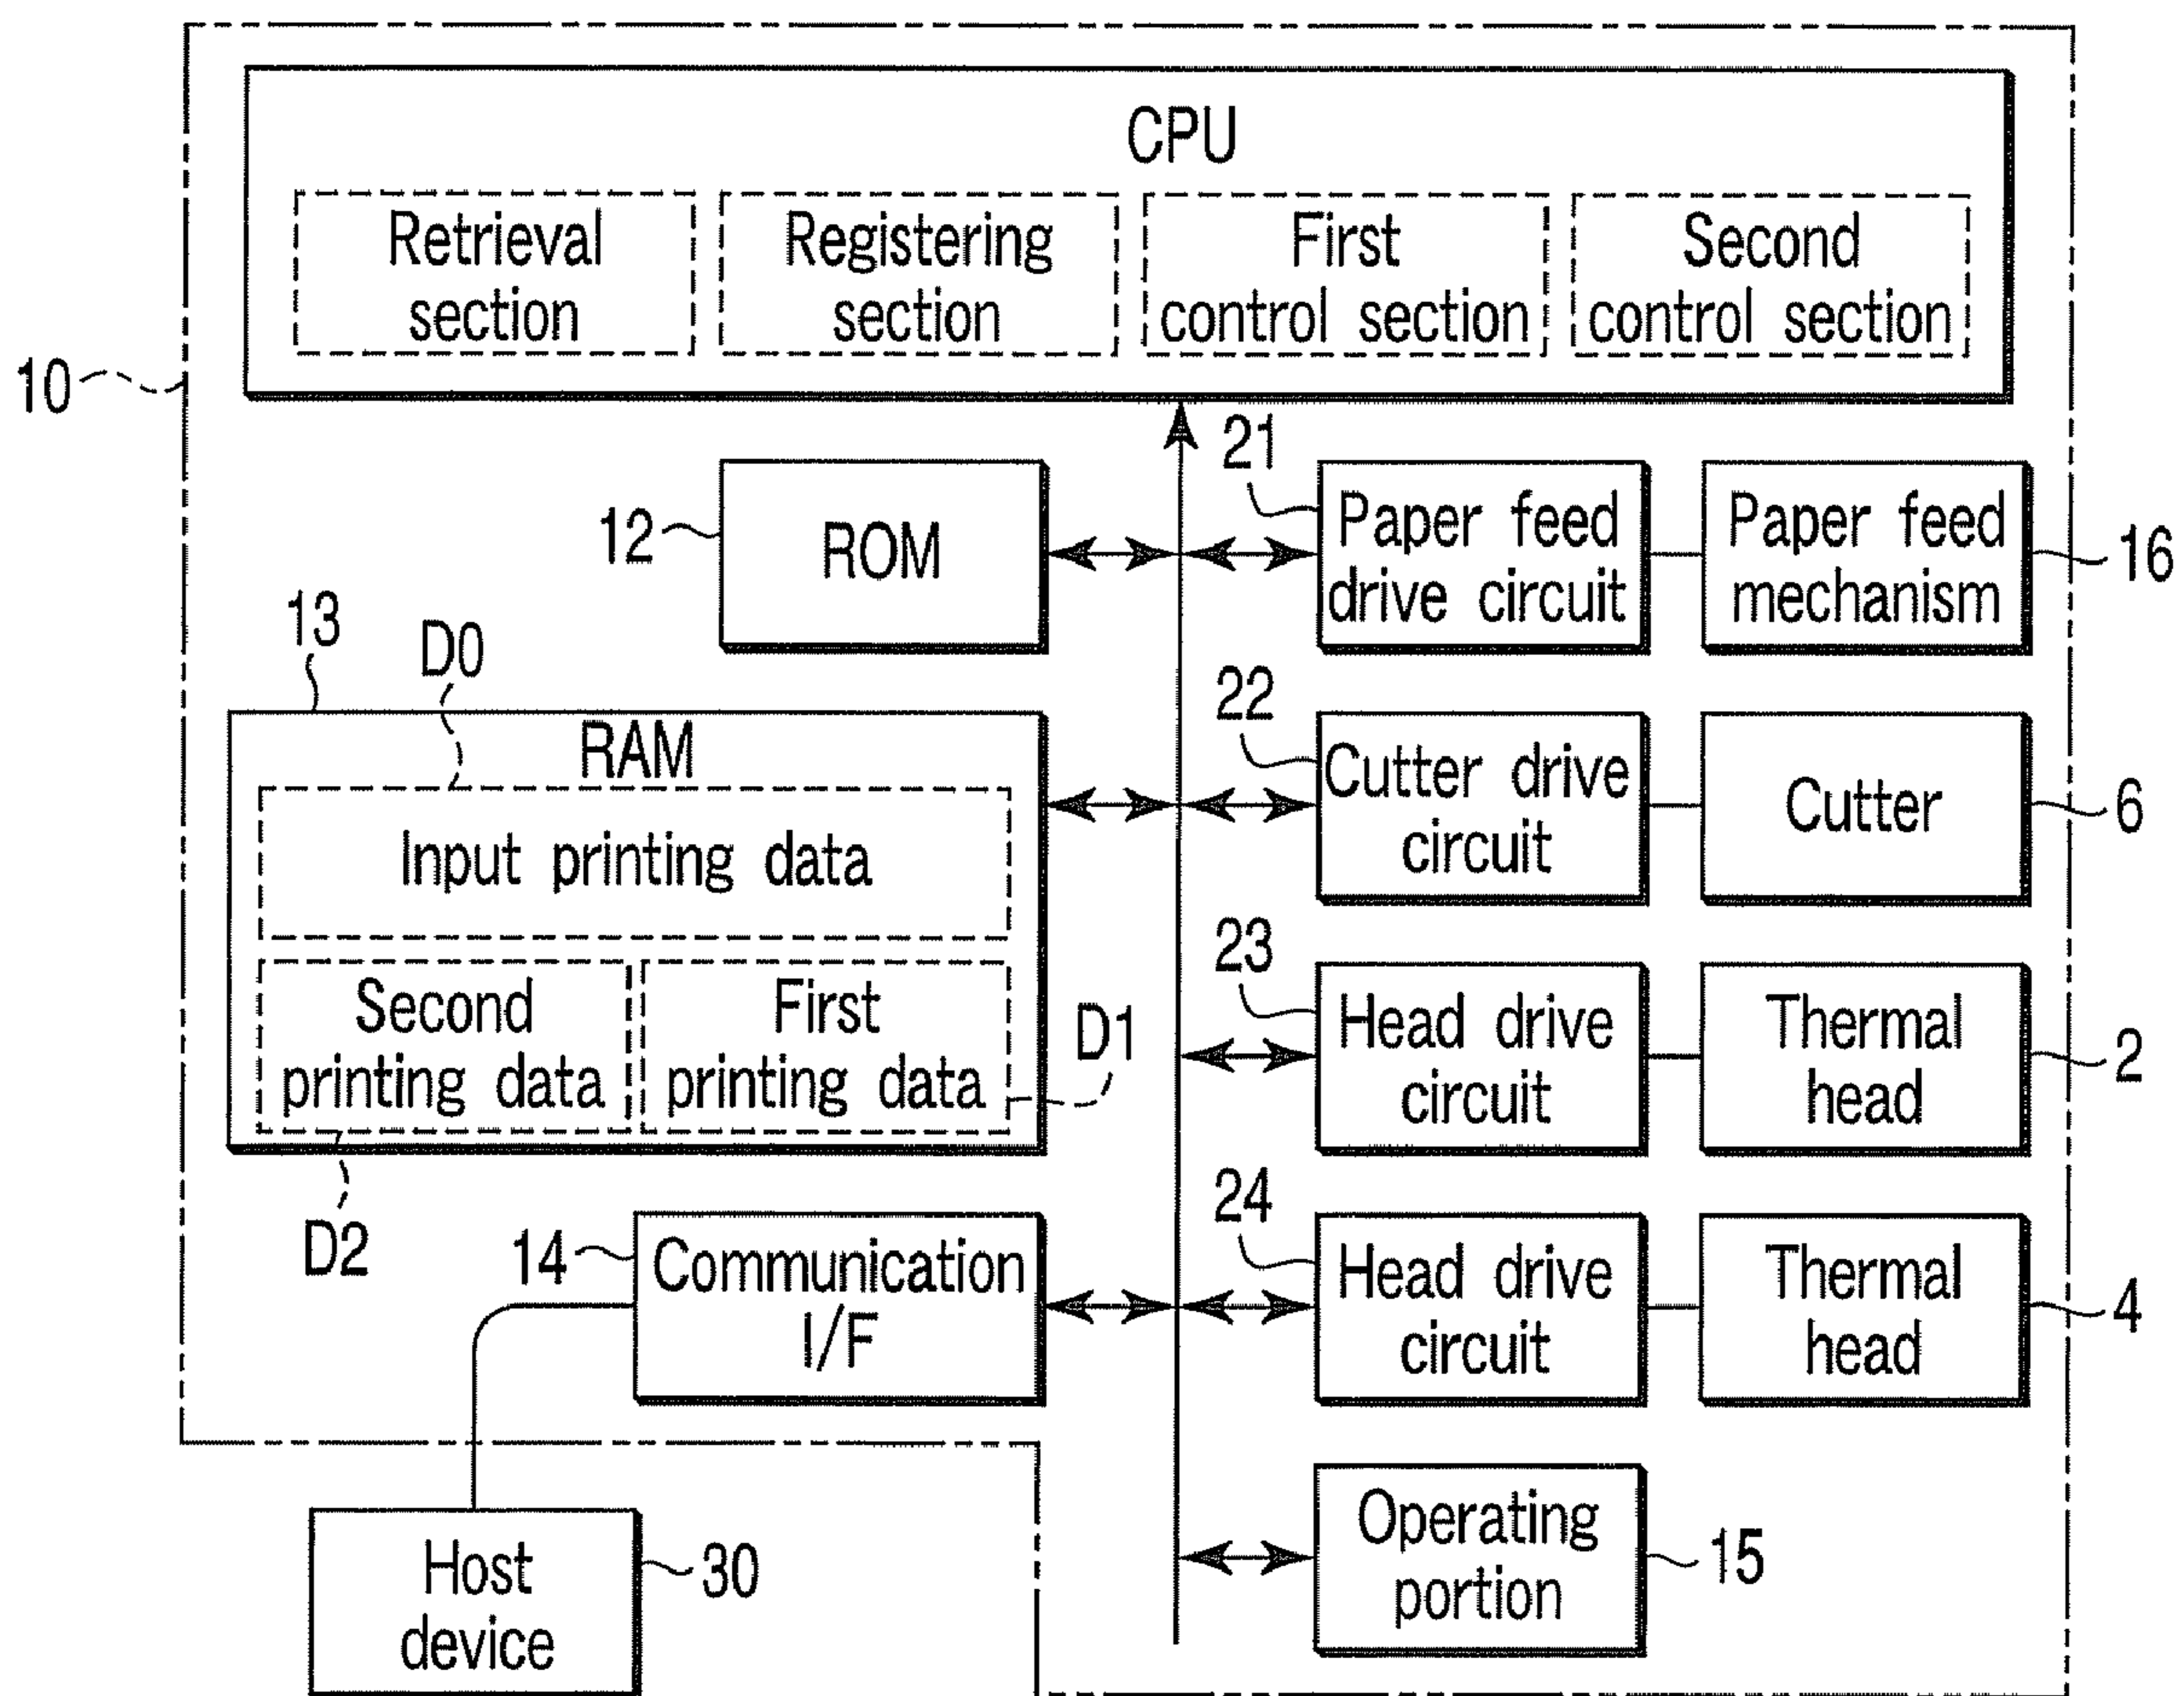 CPU
Retrieval
section
Registering
section
First
control section
Second
control section
10
12
ROM
21
Paper feed
drive circuit
Paper feed
mechanism
16
13
D0
RAM
Input printing data
Second
printing data
First
printing data
D1
D2
22
Cutter drive
circuit
Cutter
6
23
Head drive
circuit
Thermal
head
2
14
Communication
I/F
24
Head drive
circuit
Thermal
head
4
Host
device
30
Operating
portion
15